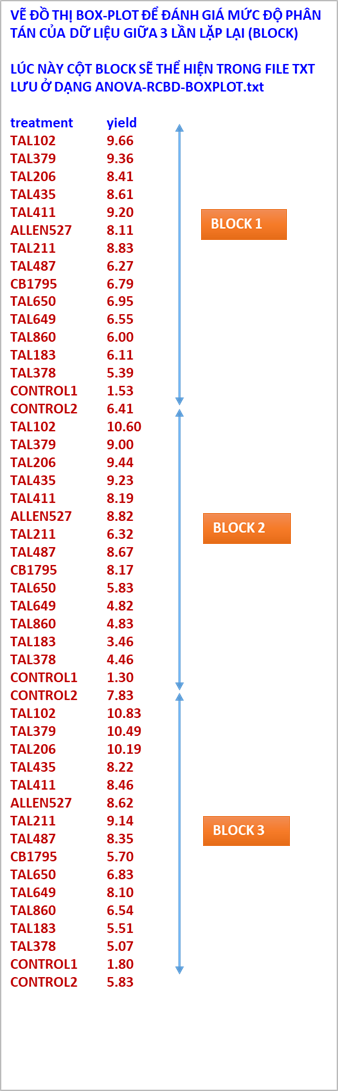 VẼ ĐỒ THỊ BOX-PLOT ĐỂ ĐÁNH GIÁ MỨC ĐỘ PHÂN
TÁN CỦA DỮ LIỆU GIỮA 3 LẦN LẶP LẠI (BLOCK)
LÚC NÀY CỘT BLOCK SẼ THỂ HIỆN TRONG FILE TXT
LƯU Ở DẠNG ANOVA-RCBD-BOXPLOT.txt
treatment yield
TAL102 9.66
TAL379 9.36
TAL206 8.41
TAL435 8.61
TAL411 9.20
ALLEN527 8.11
TAL211 8.83
TAL487 6.27
CB1795 6.79
TAL650 6.95
TAL649 6.55
TAL860 6.00
TAL183 6.11
TAL378 5.39
CONTROL1 1.53
CONTROL2 6.41
BLOCK 1
TAL102 10.60
TAL379 9.00
TAL206 9.44
TAL435 9.23
TAL411 8.19
ALLEN527 8.82
TAL211 6.32
TAL487 8.67
CB1795 8.17
TAL650 5.83
TAL649 4.82
TAL860 4.83
TAL183 3.46
TAL378 4.46
CONTROL1 1.30
CONTROL2 7.83
BLOCK 2
TAL102 10.83
TAL379 10.49
TAL206 10.19
TAL435 8.22
TAL411 8.46
ALLEN527 8.62
TAL211 9.14
TAL487 8.35
CB1795 5.70
TAL650 6.83
TAL649 8.10
TAL860 6.54
TAL183 5.51
TAL378 5.07
CONTROL1 1.80
CONTROL2 5.83
BLOCK 3